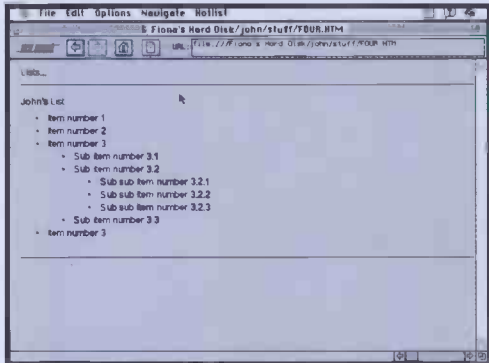 File Edit Options Navigate Hotlist
Fiona's Hard Disk/john/stuff/FOUR.HTM
URL: file:///Fiona's Hard Disk/john/stuff/FOUR.HTM
Lists...
John's List
• Item number 1
• Item number 2
• Item number 3
• Sub item number 3.1
• Sub item number 3.2
• Sub sub item number 3.2.1
• Sub sub item number 3.2.2
• Sub sub item number 3.2.3
• Sub item number 3.3
• Item number 3